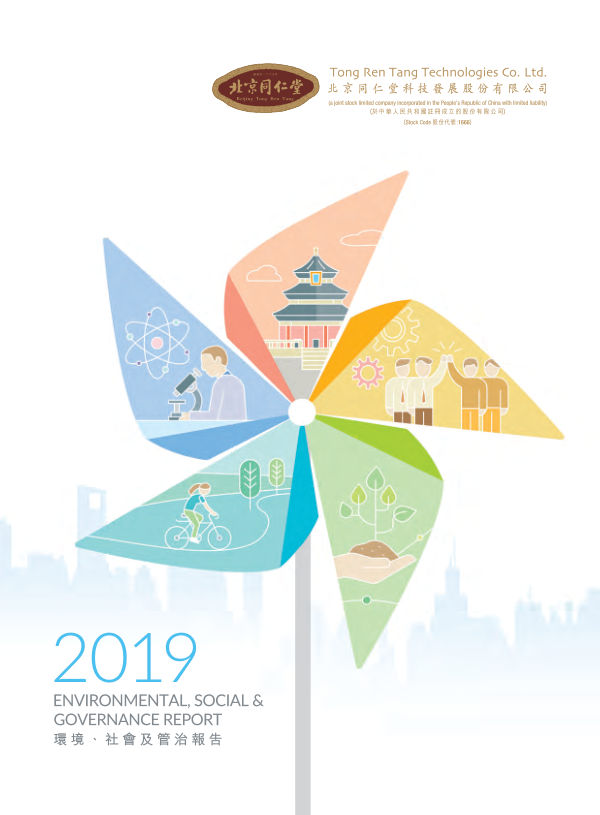 北京同仁堂
Beijing Tong Ren Tang
Tong Ren Tang Technologies Co. Ltd.
北京同仁堂科技發展股份有限公司
(a joint stock limited company incorporated in the People's Republic of China with limited liability)
(於中華人民共和國註冊成立的股份有限公司)
(Stock Code 股份代號:1666)
2019
ENVIRONMENTAL, SOCIAL &
GOVERNANCE REPORT
環境、社會及管治報告